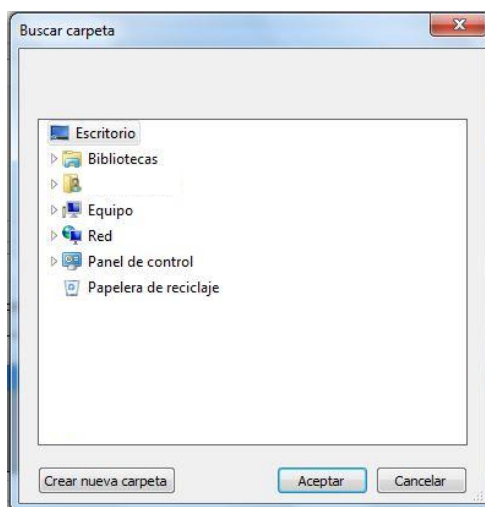 Buscar carpeta
Escritorio
Bibliotecas
Equipo
Red
Panel de control
Papelera de reciclaje
Crear nueva carpeta Aceptar Cancelar